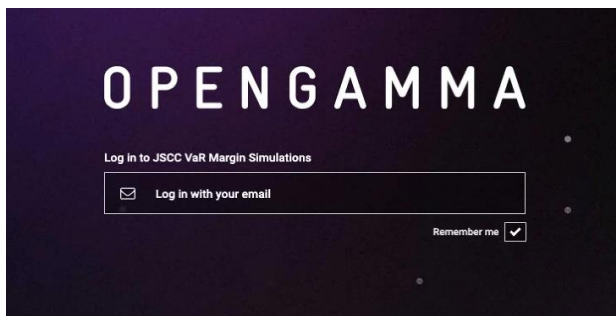 OPENGAMMA
Log in to JSCC VaR Margin Simulations
Log in with your email
Remember me